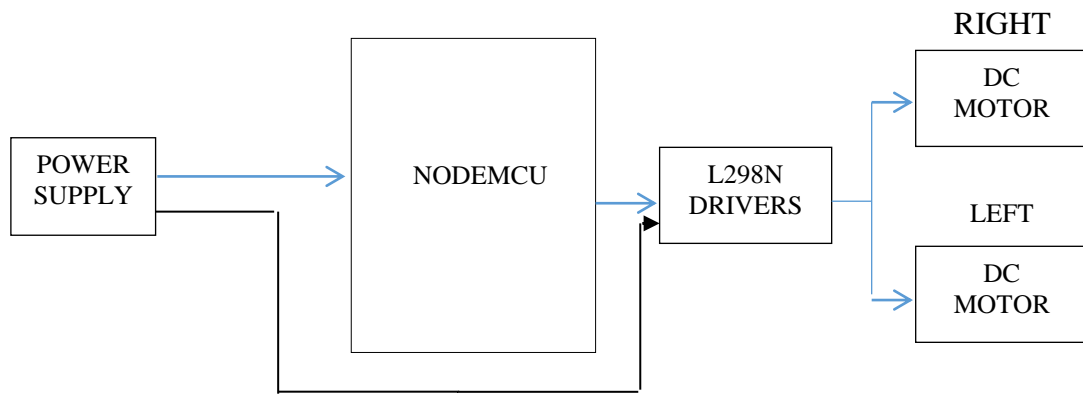 RIGHT
DC
MOTOR
POWER
SUPPLY
NODEMCU
L298N
DRIVERS
LEFT
DC
MOTOR